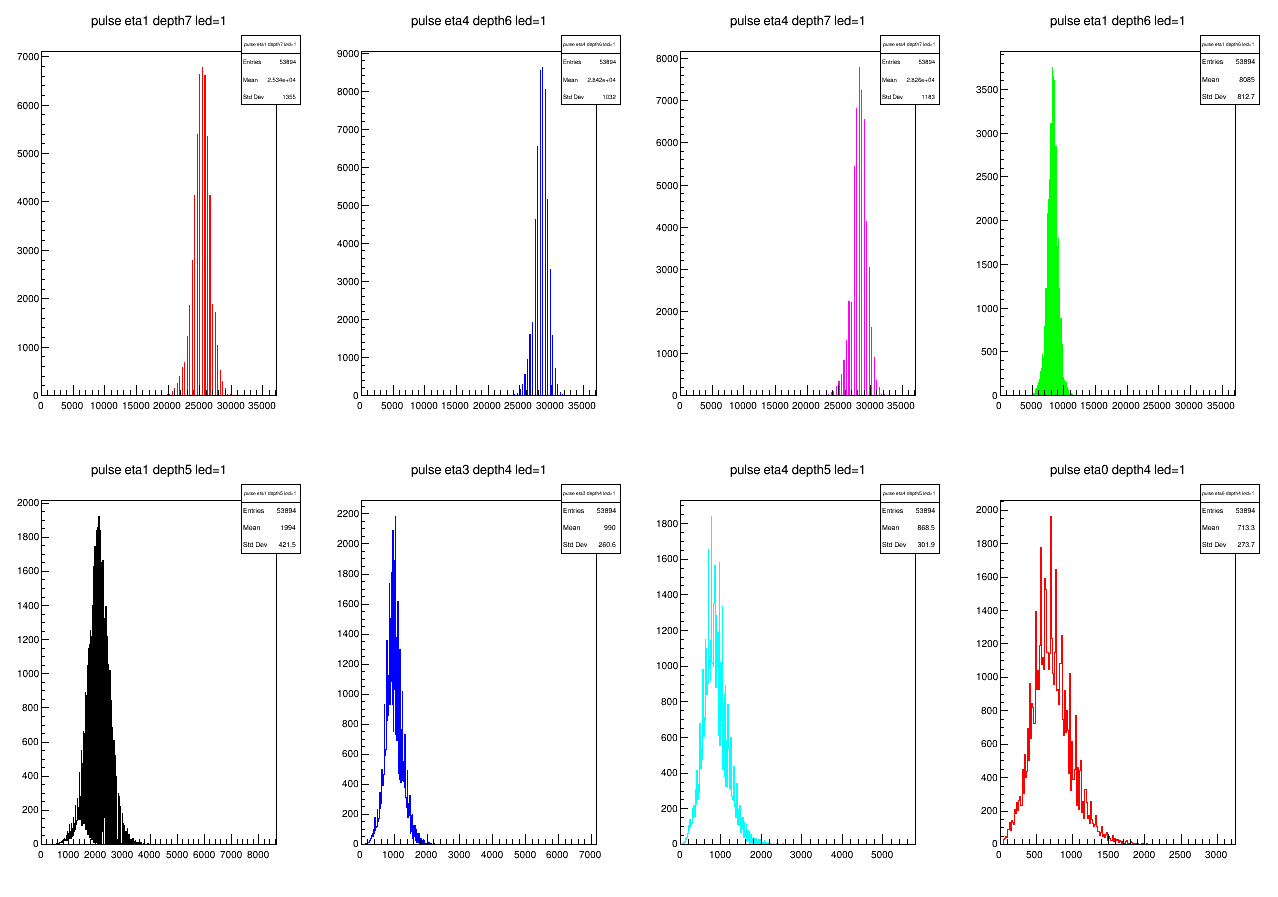 pulse eta1 depth7 led=1
pulse eta1 depth7 led=1
Entries 53894
Mean 2.534e+04
Std Dev 1355
7000
6000
5000
4000
3000
2000
1000
0
0 5000 10000 15000 20000 25000 30000 35000
pulse eta4 depth6 led=1
pulse eta4 depth6 led=1
Entries 53894
Mean 2.842e+04
Std Dev 1032
9000
8000
7000
6000
5000
4000
3000
2000
1000
0
0 5000 10000 15000 20000 25000 30000 35000
pulse eta4 depth7 led=1
pulse eta4 depth7 led=1
Entries 53894
Mean 2.826e+04
Std Dev 1183
8000
7000
6000
5000
4000
3000
2000
1000
0
0 5000 10000 15000 20000 25000 30000 35000
pulse eta1 depth6 led=1
pulse eta1 depth6 led=1
Entries 53894
Mean 8085
Std Dev 812.7
3500
3000
2500
2000
1500
1000
500
0
0 5000 10000 15000 20000 25000 30000 35000
pulse eta1 depth5 led=1
pulse eta1 depth5 led=1
Entries 53894
Mean 1994
Std Dev 421.5
2000
1800
1600
1400
1200
1000
800
600
400
200
0
0 1000 2000 3000 4000 5000 6000 7000 8000
pulse eta3 depth4 led=1
pulse eta3 depth4 led=1
Entries 53894
Mean 990
Std Dev 260.6
2200
2000
1800
1600
1400
1200
1000
800
600
400
200
0
0 1000 2000 3000 4000 5000 6000 7000
pulse eta4 depth5 led=1
pulse eta4 depth5 led=1
Entries 53894
Mean 868.5
Std Dev 301.9
1800
1600
1400
1200
1000
800
600
400
200
0
0 1000 2000 3000 4000 5000
pulse eta0 depth4 led=1
pulse eta0 depth4 led=1
Entries 53894
Mean 713.3
Std Dev 273.7
2000
1800
1600
1400
1200
1000
800
600
400
200
0
0 500 1000 1500 2000 2500 3000